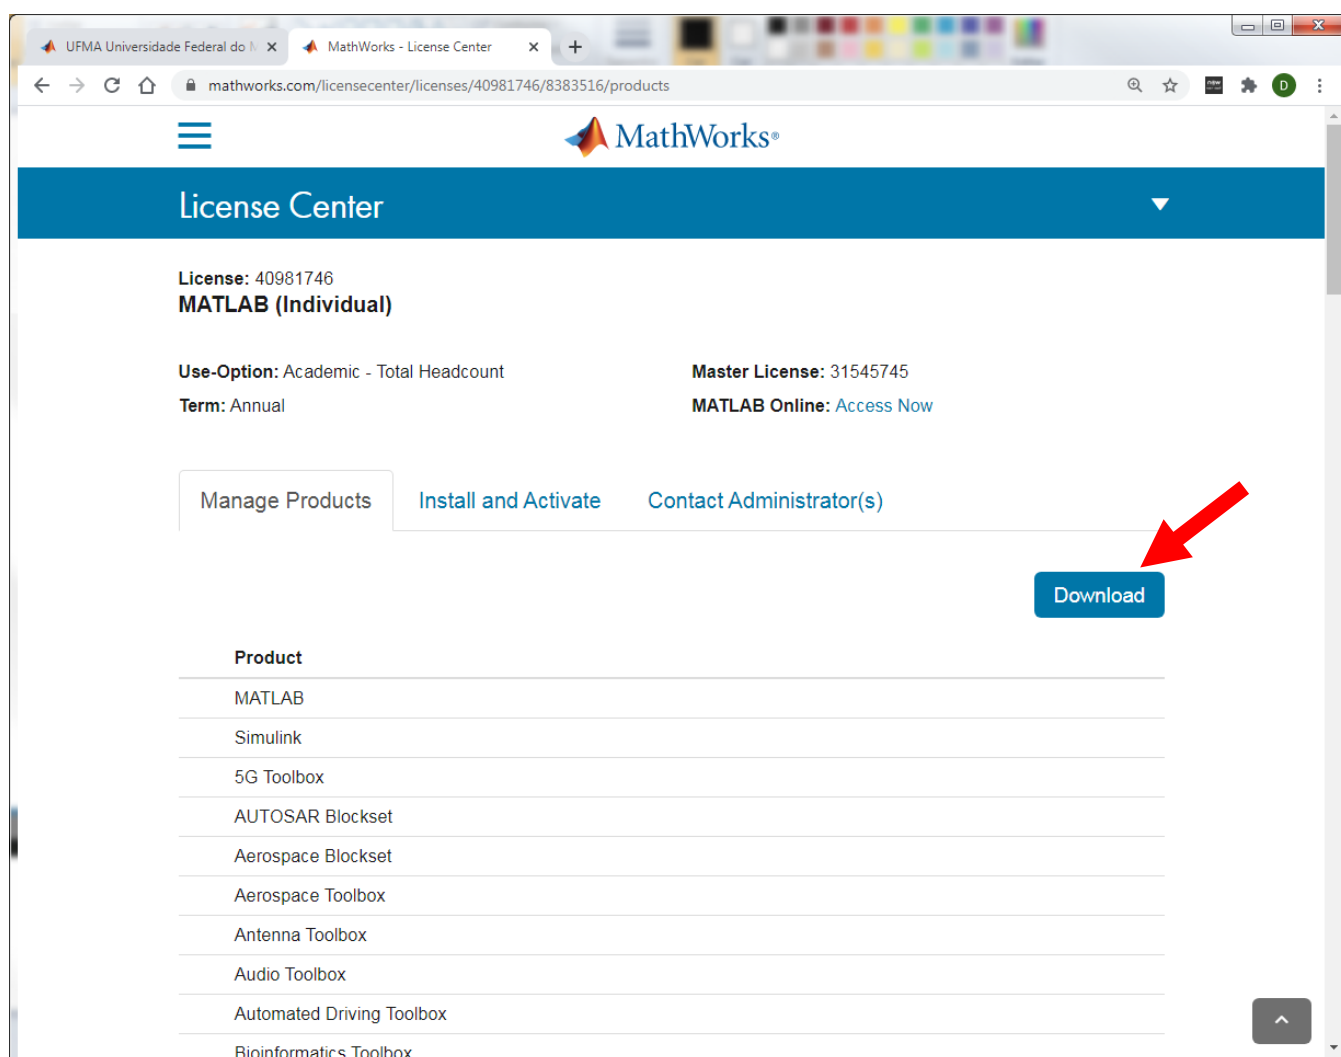 UFMA Universidade Federal do M
MathWorks - License Center
mathworks.com/licensecenter/licenses/40981746/8383516/products
new
D
MathWorks®
License Center
License: 40981746
MATLAB (Individual)
Use-Option: Academic - Total Headcount
Master License: 31545745
Term: Annual
MATLAB Online: Access Now
Manage Products
Install and Activate
Contact Administrator(s)
Download
Product
MATLAB
Simulink
5G Toolbox
AUTOSAR Blockset
Aerospace Blockset
Aerospace Toolbox
Antenna Toolbox
Audio Toolbox
Automated Driving Toolbox
Bioinformatics Toolbox